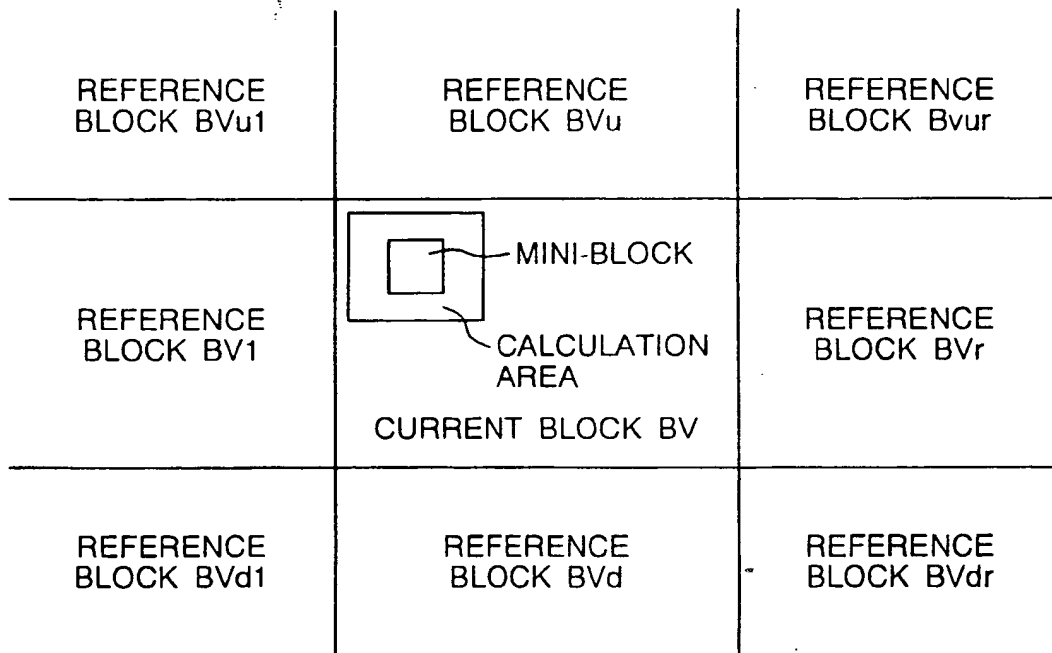 REFERENCE
BLOCK BVu1
REFERENCE
BLOCK BVu
REFERENCE
BLOCK Bvur
REFERENCE
BLOCK BV1
MINI-BLOCK
CALCULATION
AREA
CURRENT BLOCK BV
REFERENCE
BLOCK BVr
REFERENCE
BLOCK BVd1
REFERENCE
BLOCK BVd
REFERENCE
BLOCK BVdr